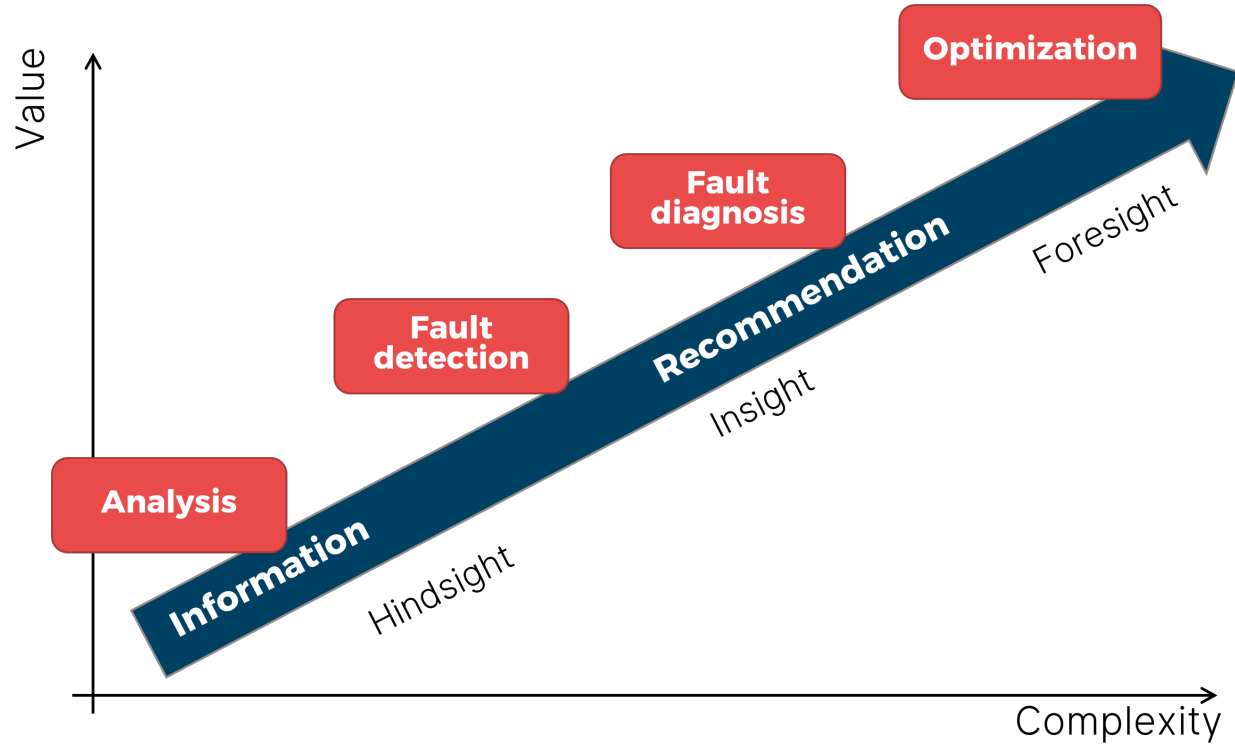 Value
Optimization
Fault
diagnosis
Recommendation
Foresight
Fault
detection
Insight
Analysis
Information
Hindsight
Complexity